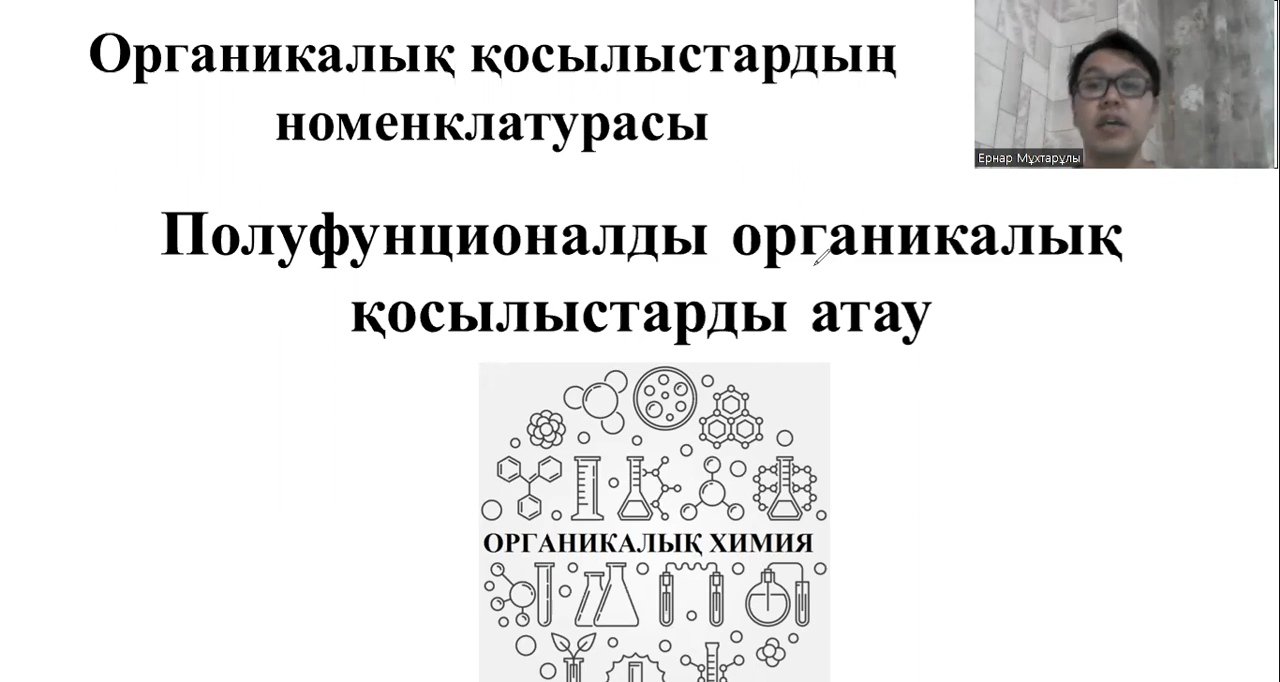 Органикалық қосылыстардың
номенклатурасы
Ернар Мұхтарұлы
Полуфунционалды органикалық
қосылыстарды атау
ОРГАНИКАЛЫҚ ХИМИЯ